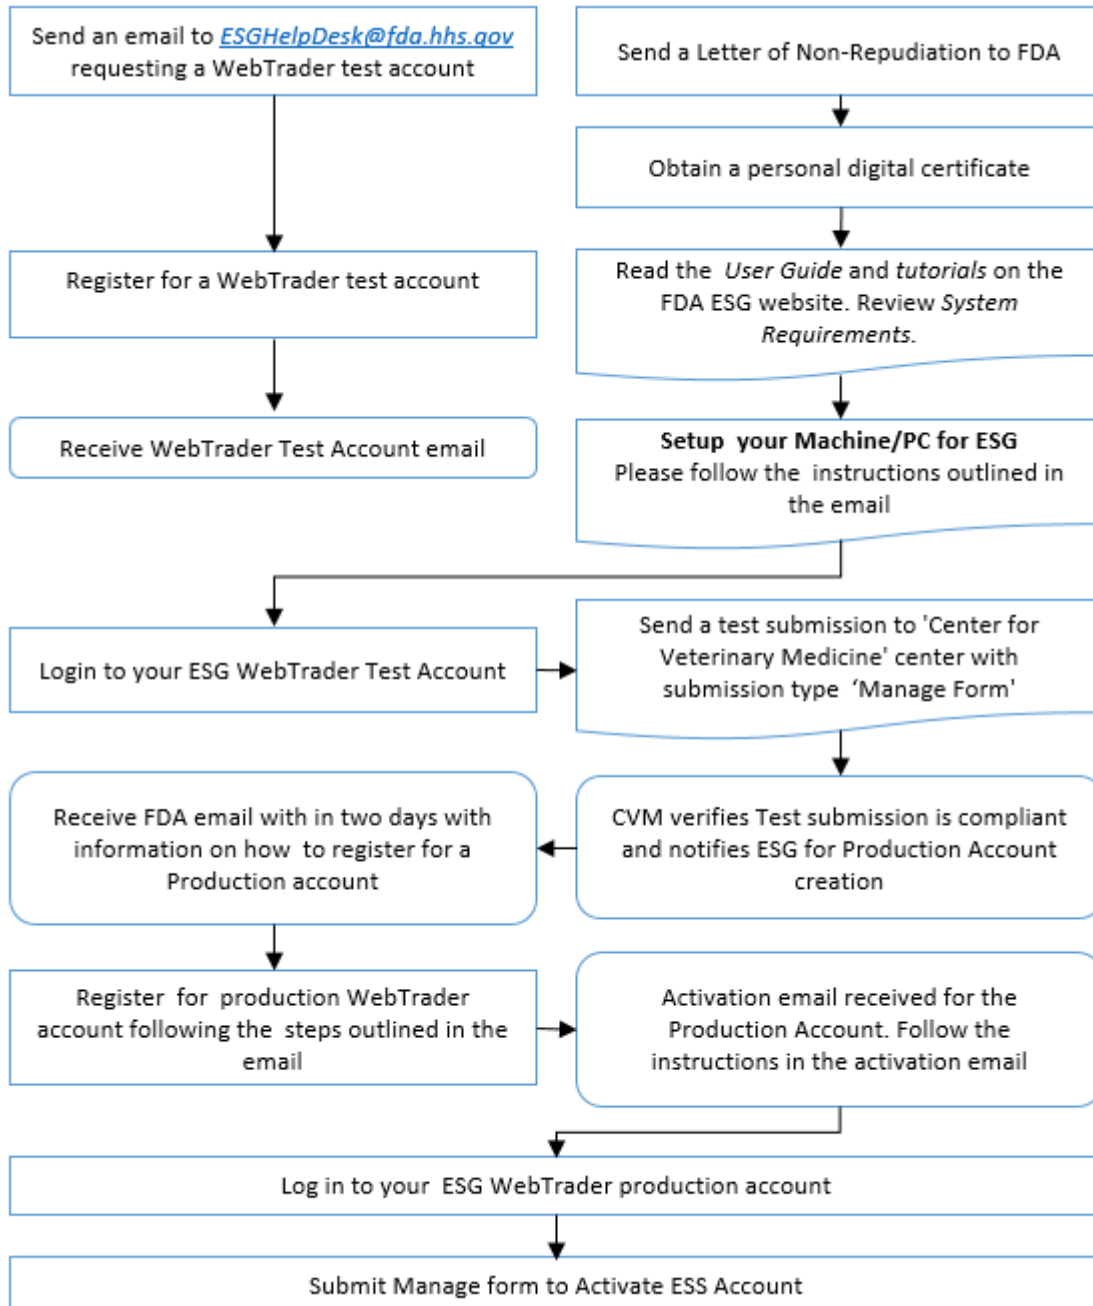 Send an email to ESGHelpDesk@fda.hhs.gov
requesting a WebTrader test account
Send a Letter of Non-Repudiation to FDA
Obtain a personal digital certificate
Register for a WebTrader test account
Read the User Guide and tutorials on the
FDA ESG website. Review System
Requirements.
Receive WebTrader Test Account email
Setup your Machine/PC for ESG
Please follow the instructions outlined in
the email
Login to your ESG WebTrader Test Account
Send a test submission to 'Center for
Veterinary Medicine' center with
submission type ‘Manage Form'
CVM verifies Test submission is compliant
and notifies ESG for Production Account
creation
Receive FDA email with in two days with
information on how to register for a
Production account
Register for production WebTrader
account following the steps outlined in the
email
Activation email received for the
Production Account. Follow the
instructions in the activation email
Log in to your ESG WebTrader production account
Submit Manage form to Activate ESS Account